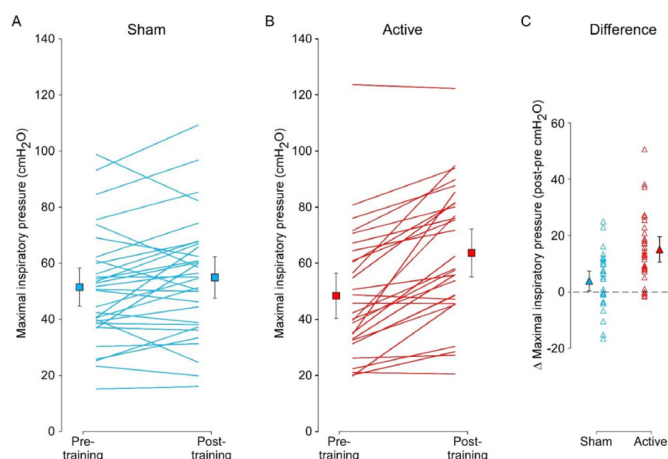 A
Sham
Maximal inspiratory pressure (cmH2O)
140
120
100
80
60
40
20
0
Pre-
training
Post-
training
B
Active
Maximal inspiratory pressure (cmH2O)
140
120
100
80
60
40
20
0
Pre-
training
Post-
training
C
Difference
Δ Maximal inspiratory pressure (post-pre cmH2O)
60
40
20
0
-20
Sham
Active